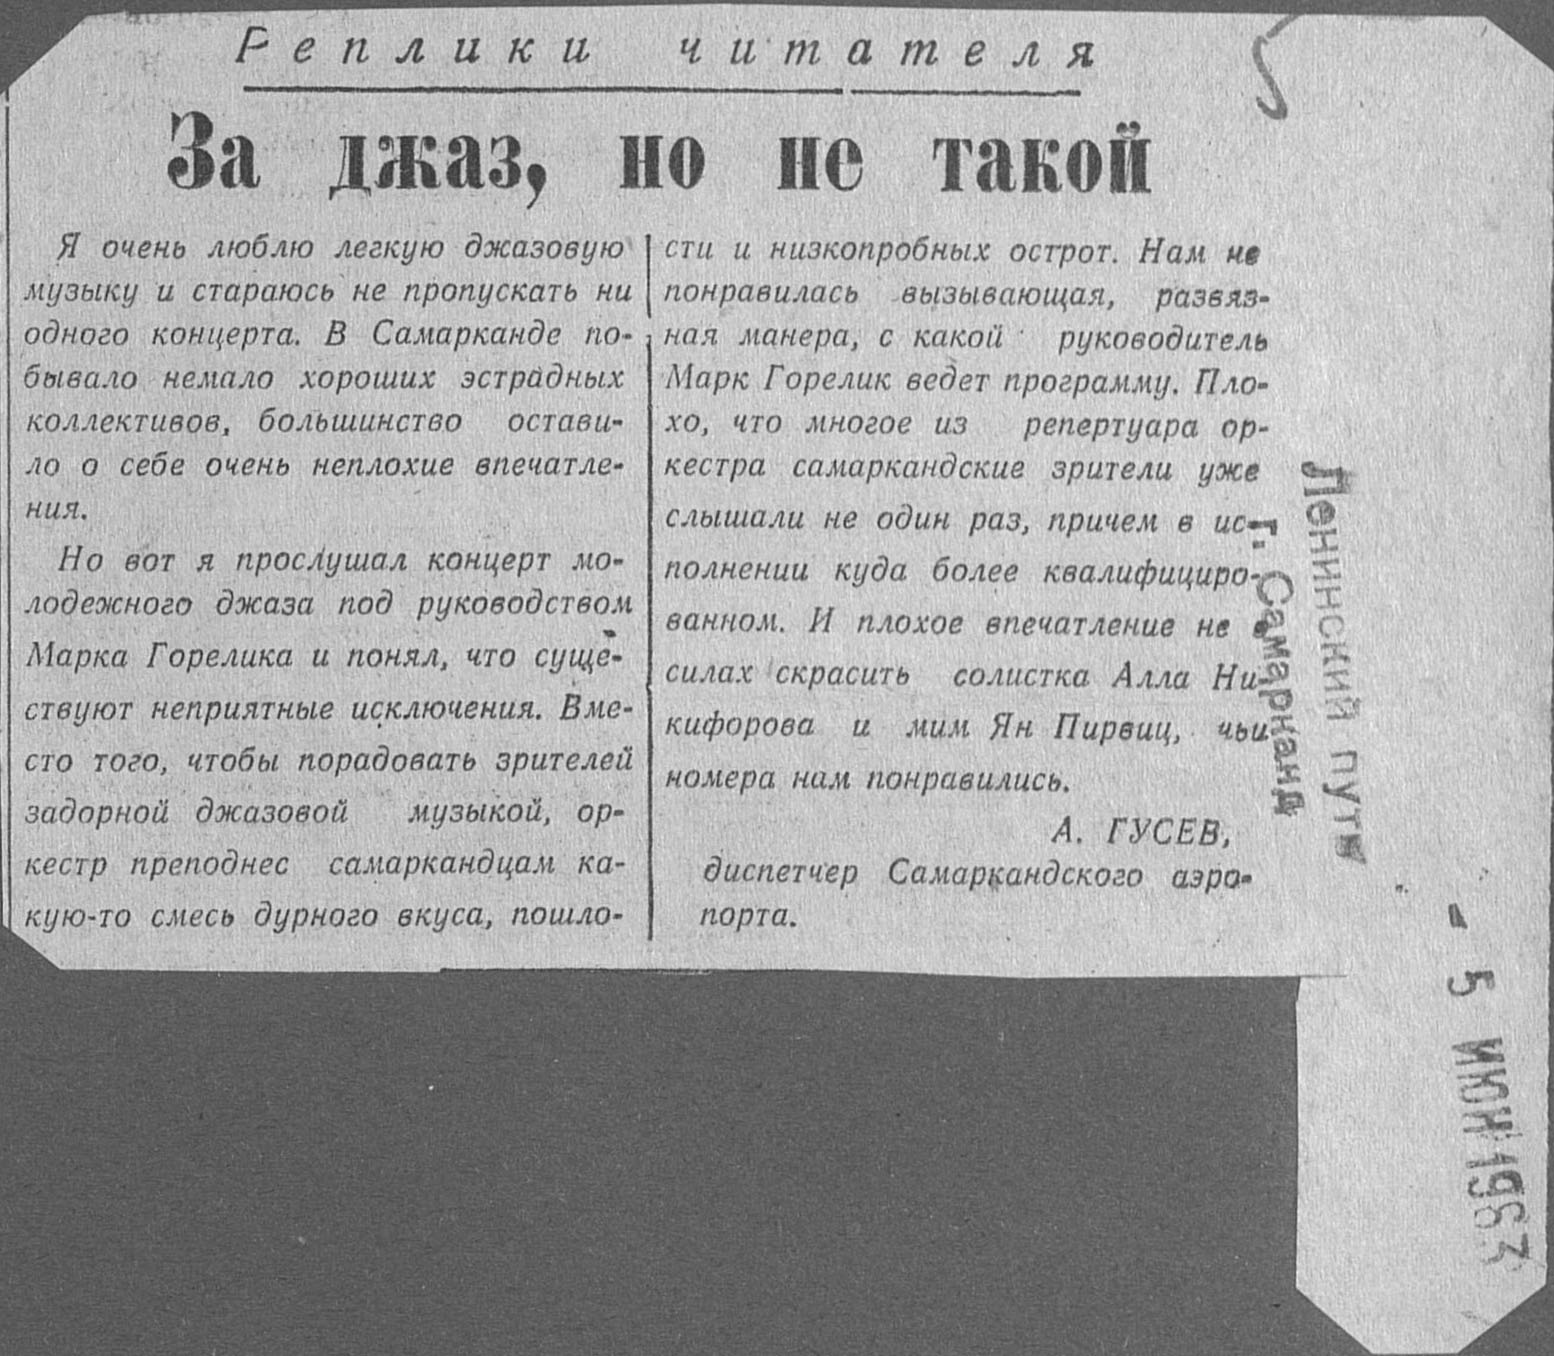 Реплики читателя
За джаз, но не такой
Я очень люблю легкую джазовую
музыку и стараюсь не пропускать ни
одного концерта. В Самарканде по-
бывало немало хороших эстрадных
коллективов, большинство остави-
ло о себе очень неплохие впечатле-
ния.
Но вот я прослушал концерт мо-
лодежного джаза под руководством
Марка Горелика и понял, что суще-
ствуют неприятные исключения. Вме-
сто того, чтобы порадовать зрителей
задорной джазовой музыкой, ор-
кестр преподнес самаркандцам ка-
кую-то смесь дурного вкуса, пошло-
сти и низкопробных острот. Нам не
понравилась вызывающая, развяз-
ная манера, с какой руководитель
Марк Горелик ведет программу. Пло-
хо, что многое из репертуара ор-
кестра самаркандские зрители уже
слышали не один раз, причем в ис-
полнении куда более квалифициро-
ванном. И плохое впечатление не в
силах скрасить солистка Алла Ни-
кифорова и мим Ян Пирвиц, чьи
номера нам понравились.
А. ГУСЕВ,
диспетчер Самаркандского аэро-
порта.
5
Ленинский путь
г. Самарканд
- 5 ИЮН 1963